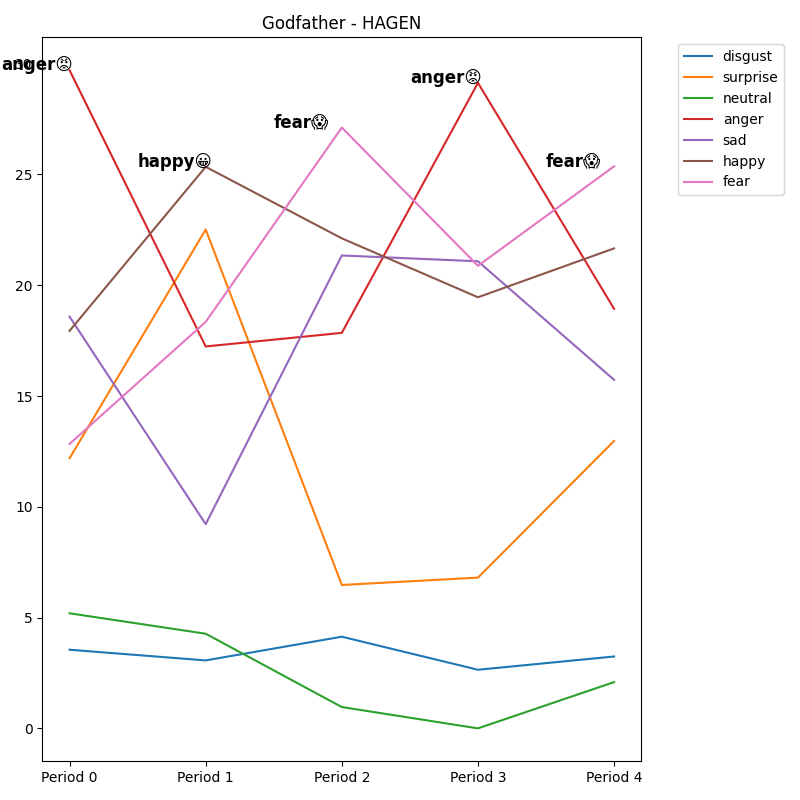 Godfather - HAGEN
anger😡
anger😡
fear😱
happy😀
fear😱
25
20
15
10
5
0
Period 0 Period 1 Period 2 Period 3 Period 4
disgust
surprise
neutral
anger
sad
happy
fear